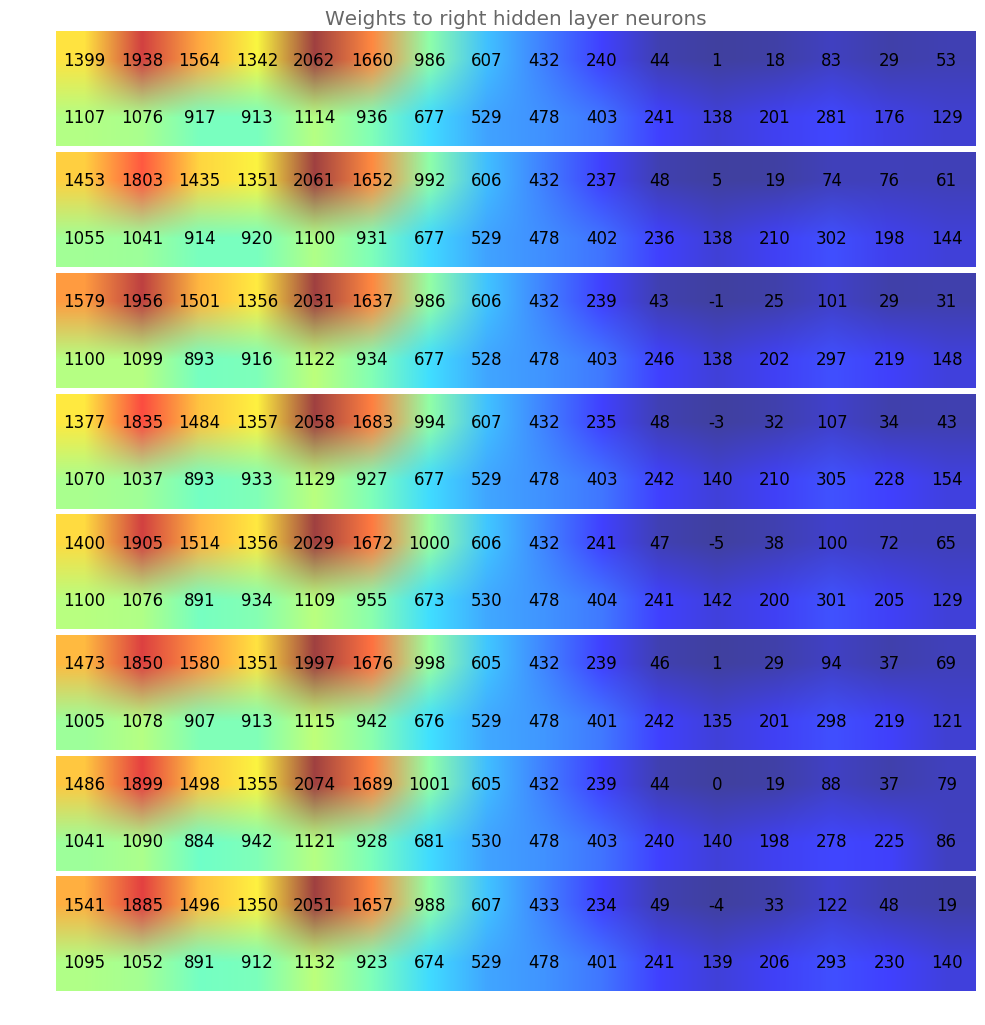 Weights to right hidden layer neurons
1399 1938 1564 1342 2062 1660 986 607 432 240 44 1 18 83 29 53
1107 1076 917 913 1114 936 677 529 478 403 241 138 201 281 176 129
1453 1803 1435 1351 2061 1652 992 606 432 237 48 5 19 74 76 61
1055 1041 914 920 1100 931 677 529 478 402 236 138 210 302 198 144
1579 1956 1501 1356 2031 1637 986 606 432 239 43 -1 25 101 29 31
1100 1099 893 916 1122 934 677 528 478 403 246 138 202 297 219 148
1377 1835 1484 1357 2058 1683 994 607 432 235 48 -3 32 107 34 43
1070 1037 893 933 1129 927 677 529 478 403 242 140 210 305 228 154
1400 1905 1514 1356 2029 1672 1000 606 432 241 47 -5 38 100 72 65
1100 1076 891 934 1109 955 673 530 478 404 241 142 200 301 205 129
1473 1850 1580 1351 1997 1676 998 605 432 239 46 1 29 94 37 69
1005 1078 907 913 1115 942 676 529 478 401 242 135 201 298 219 121
1486 1899 1498 1355 2074 1689 1001 605 432 239 44 0 19 88 37 79
1041 1090 884 942 1121 928 681 530 478 403 240 140 198 278 225 86
1541 1885 1496 1350 2051 1657 988 607 433 234 49 -4 33 122 48 19
1095 1052 891 912 1132 923 674 529 478 401 241 139 206 293 230 140